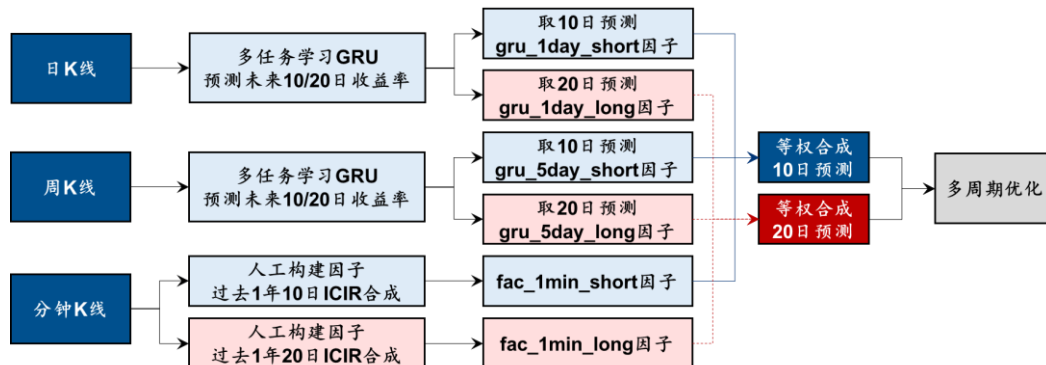 日K线
多任务学习GRU
预测未来10/20日收益率
取10日预测
gru_1day_short因子
取20日预测
gru_1day_long因子
周K线
多任务学习GRU
预测未来10/20日收益率
取10日预测
gru_5day_short因子
取20日预测
gru_5day_long因子
等权合成
10日预测
等权合成
20日预测
多周期优化
分钟K线
人工构建因子
过去1年10日ICIR合成
fac_1min_short因子
人工构建因子
过去1年20日ICIR合成
fac_1min_long因子